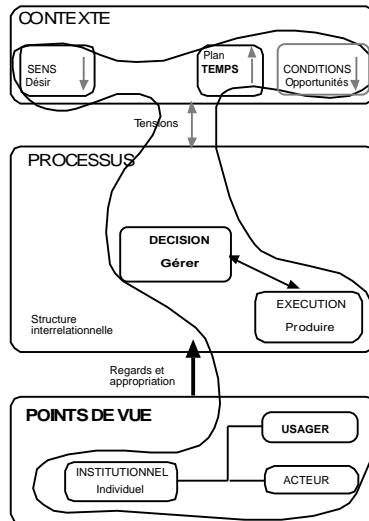 CONTEXTE
SENS
Désir
Plan
TEMPS
CONDITIONS
Opportunités
Tensions
PROCESSUS
DECISION
Gérer
EXECUTION
Produire
Structure
interrelationnelle
Regards et
appropriation
POINTS DE VUE
USAGER
INSTITUTIONNEL
Individuel
ACTEUR